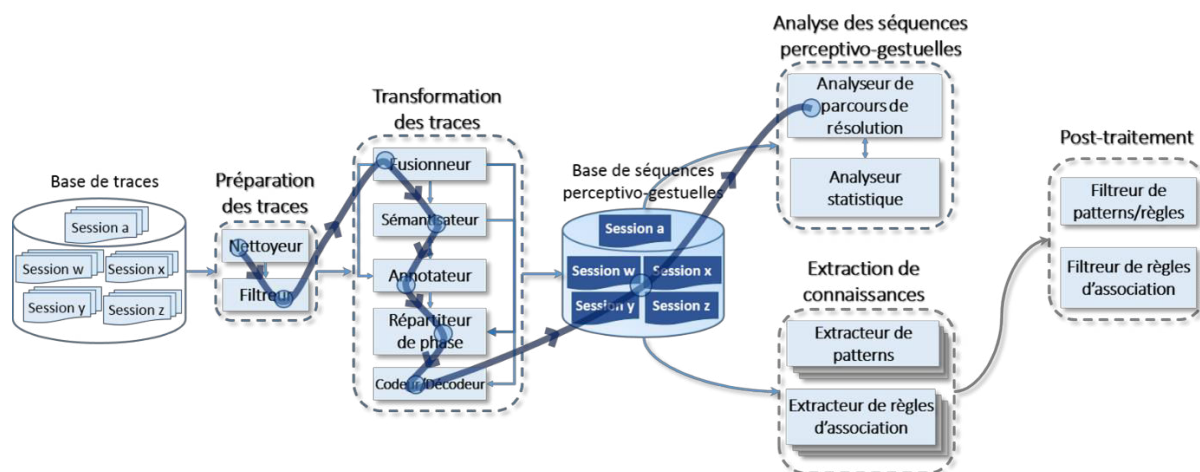 Base de traces
Session a
Session w
Session x
Session y
Session z
Préparation
des traces
Nettoyeur
Filtreur
Transformation
des traces
Fusionneur
Sémantisateur
Annotateur
Répartiteur
de phase
Codeur/Décodeur
Base de séquences
perceptivo-gestuelles
Session a
Session w
Session x
Session y
Session z
Analyse des séquences
perceptivo-gestuelles
Analyseur de
parcours de
résolution
Analyseur
statistique
Extraction de
connaissances
Extracteur de
patterns
Extracteur de règles
d'association
Post-traitement
Filtreur de
patterns/règles
Filtreur de règles
d'association